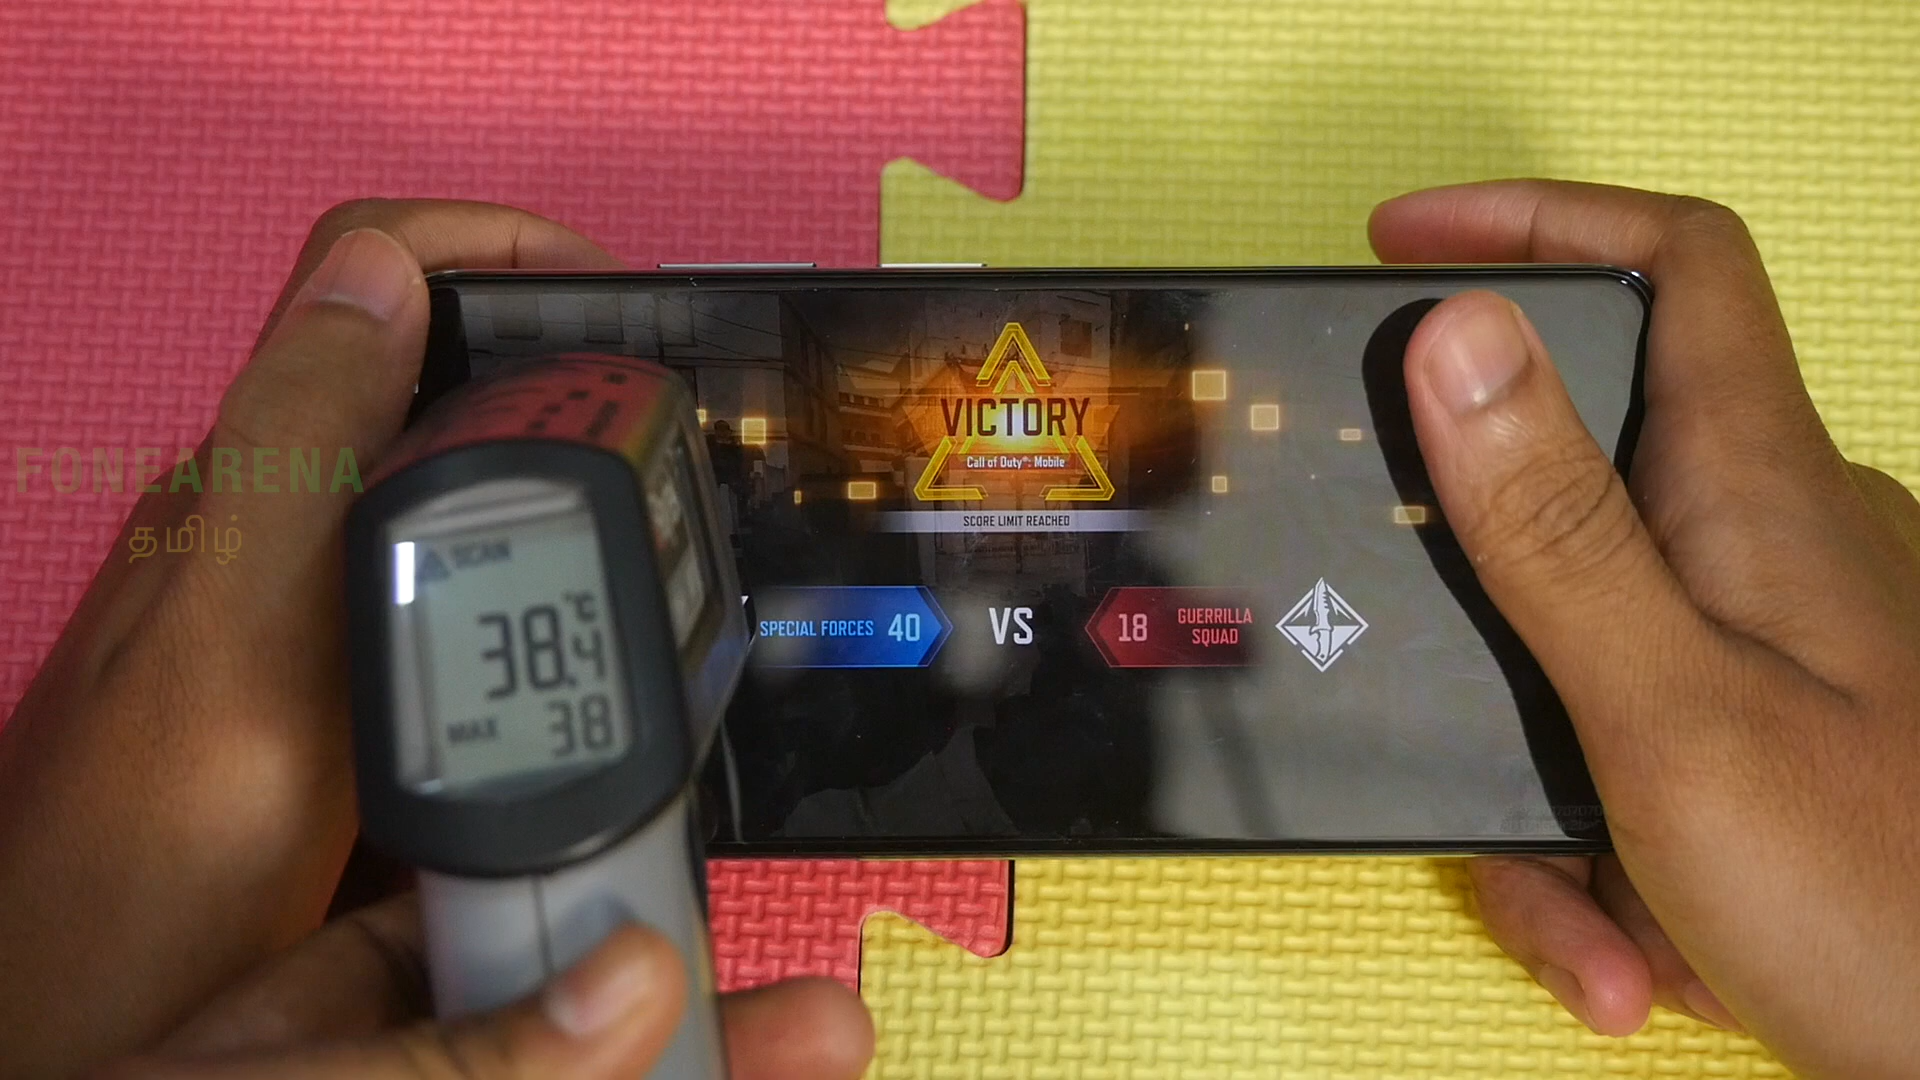 VICTORY
Call of Duty®: Mobile
SCORE LIMIT REACHED
SPECIAL FORCES 40
VS
18 GUERRILLA
SQUAD
FONEARENA
தமிழ்
SCAN
38.4 °C
MAX 38